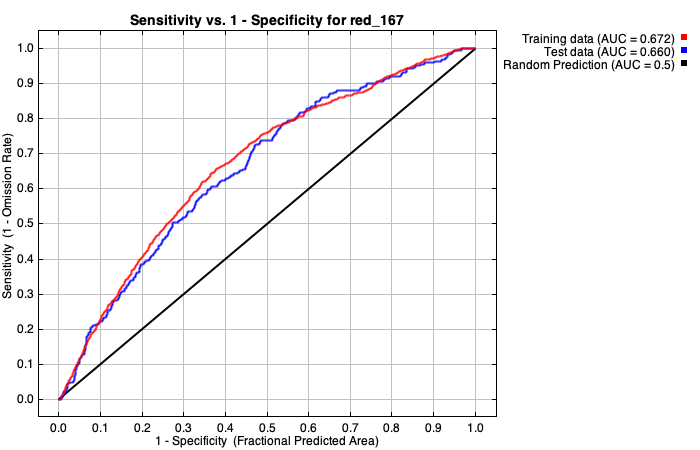 Sensitivity vs. 1 - Specificity for red_167
Training data (AUC = 0.672)
Test data (AUC = 0.660)
Random Prediction (AUC = 0.5)
Sensitivity (1 - Omission Rate)
1.0
0.9
0.8
0.7
0.6
0.5
0.4
0.3
0.2
0.1
0.0
0.0 0.1 0.2 0.3 0.4 0.5 0.6 0.7 0.8 0.9 1.0
1 - Specificity (Fractional Predicted Area)